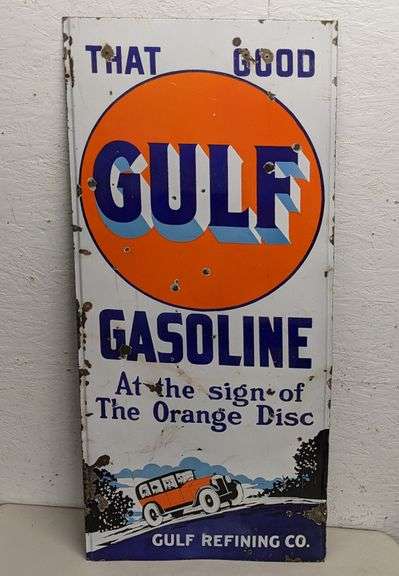 THAT GOOD
GULF
GASOLINE
At the sign of
The Orange Disc
GULF REFINING CO.